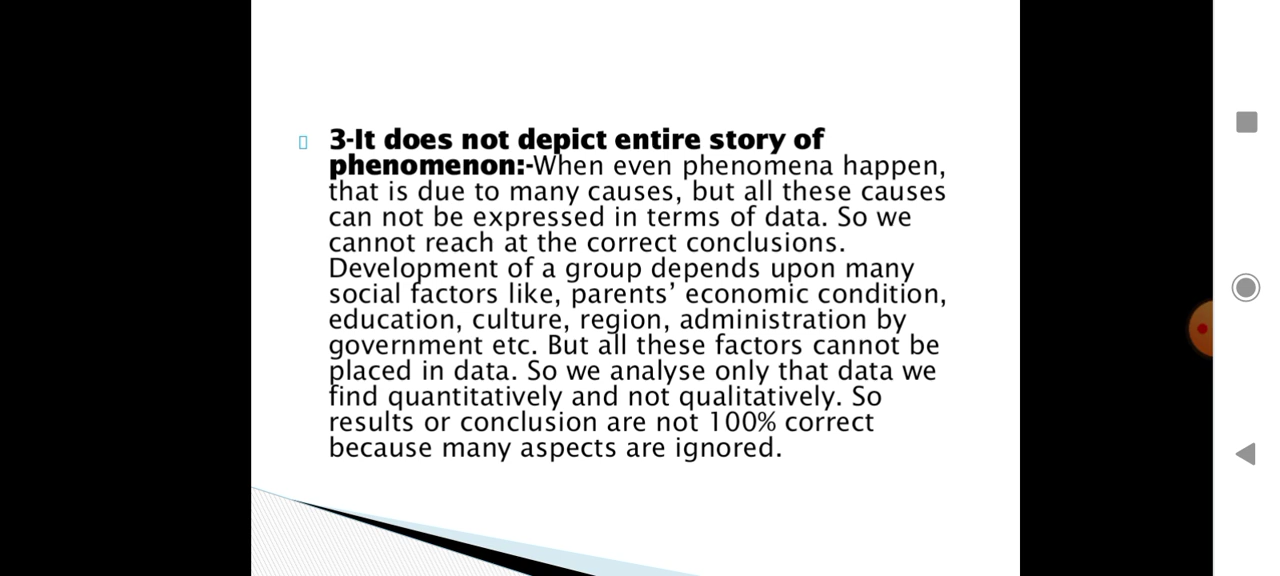 3-It does not depict entire story of
phenomenon:-When even phenomena happen,
that is due to many causes, but all these causes
can not be expressed in terms of data. So we
cannot reach at the correct conclusions.
Development of a group depends upon many
social factors like, parents’ economic condition,
education, culture, region, administration by
government etc. But all these factors cannot be
placed in data. So we analyse only that data we
find quantitatively and not qualitatively. So
results or conclusion are not 100% correct
because many aspects are ignored.